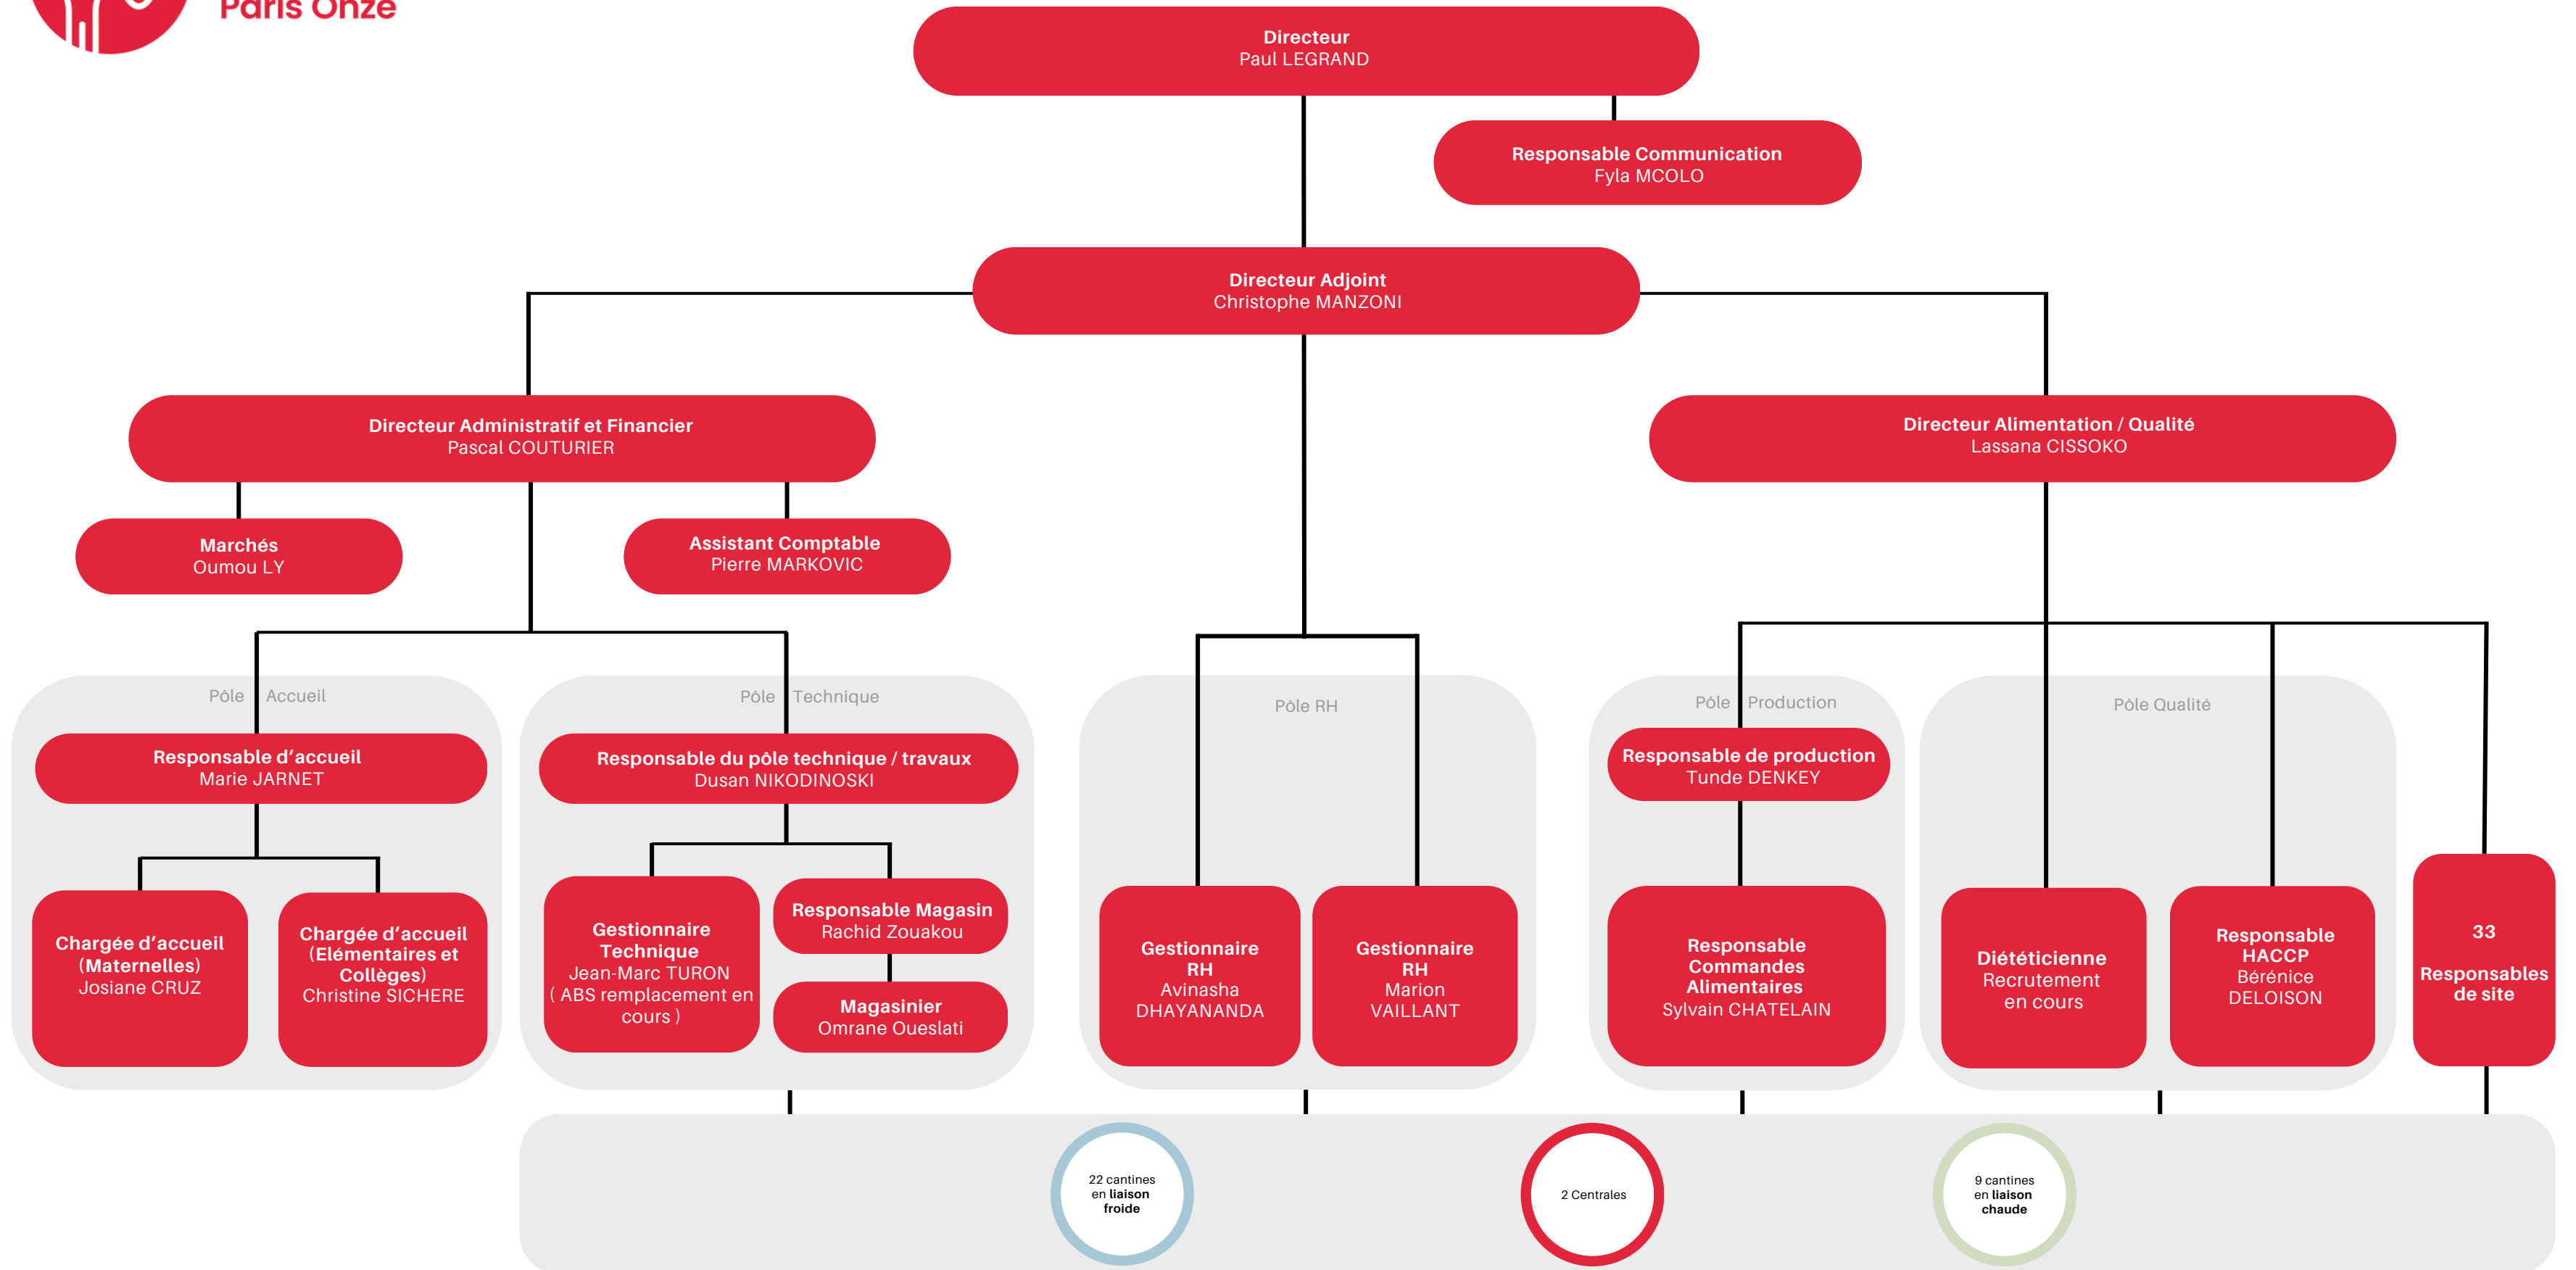 Paris Onze
Directeur
Paul LEGRAND
Responsable Communication
Fyla MCOLO
Directeur Adjoint
Christophe MANZONI
Directeur Administratif et Financier
Pascal COUTURIER
Directeur Alimentation / Qualité
Lassana CISSOKO
Marchés
Oumou LY
Assistant Comptable
Pierre MARKOVIC
Pôle Accueil
Responsable d’accueil
Marie JARNET
Chargée d’accueil
(Maternelles)
Josiane CRUZ
Chargée d’accueil
(Elémentaires et
Collèges)
Christine SICHERE
Pôle Technique
Responsable du pôle technique / travaux
Dusan NIKODINOSKI
Gestionnaire
Technique
Jean-Marc TURON
( ABS remplacement en
cours )
Responsable Magasin
Rachid Zouakou
Magasinier
Omrane Oueslati
Pôle RH
Gestionnaire
RH
Avinasha
DHAYANANDA
Gestionnaire
RH
Marion
VAILLANT
Pôle Production
Responsable de production
Tunde DENKEY
Responsable
Commandes
Alimentaires
Sylvain CHATELAIN
Pôle Qualité
Diététicienne
Recrutement
en cours
Responsable
HACCP
Bérénice
DELOISON
33
Responsables
de site
22 cantines
en liaison
froide
2 Centrales
9 cantines
en liaison
chaude